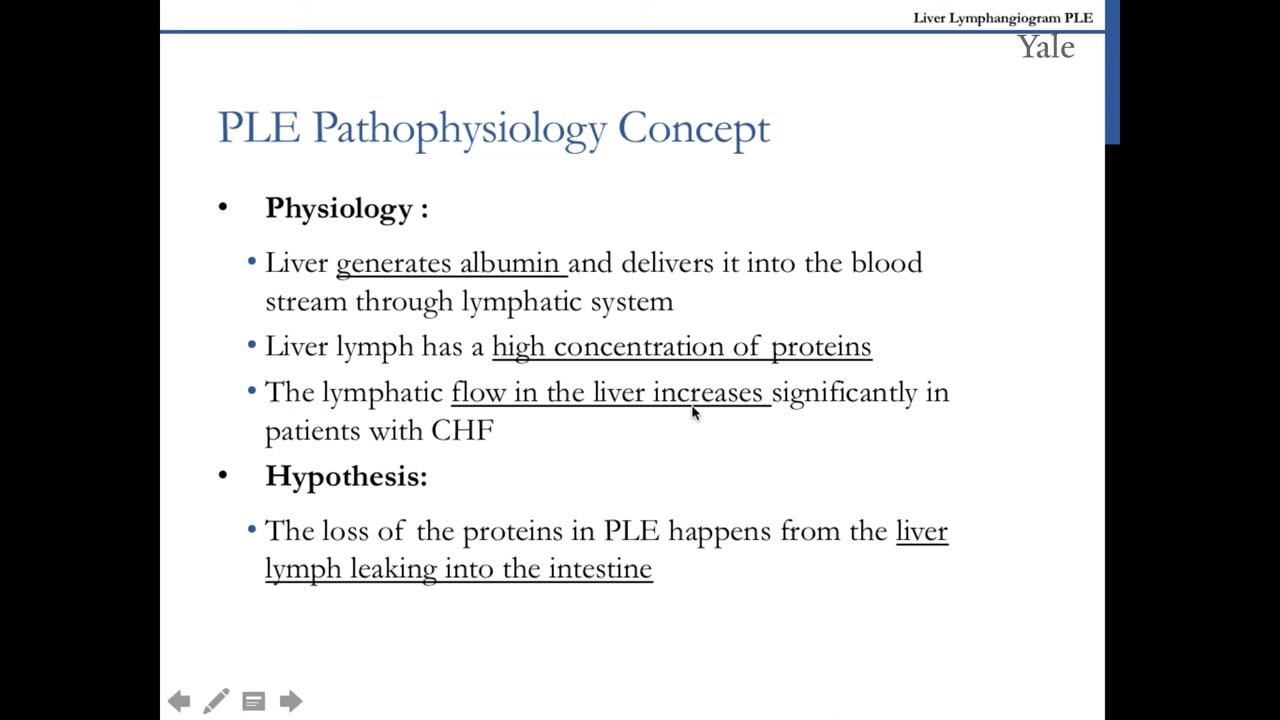 Liver Lymphangiogram PLE
Yale
PLE Pathophysiology Concept
• Physiology :
• Liver generates albumin and delivers it into the blood
stream through lymphatic system
• Liver lymph has a high concentration of proteins
• The lymphatic flow in the liver increases significantly in
patients with CHF
• Hypothesis:
• The loss of the proteins in PLE happens from the liver
lymph leaking into the intestine